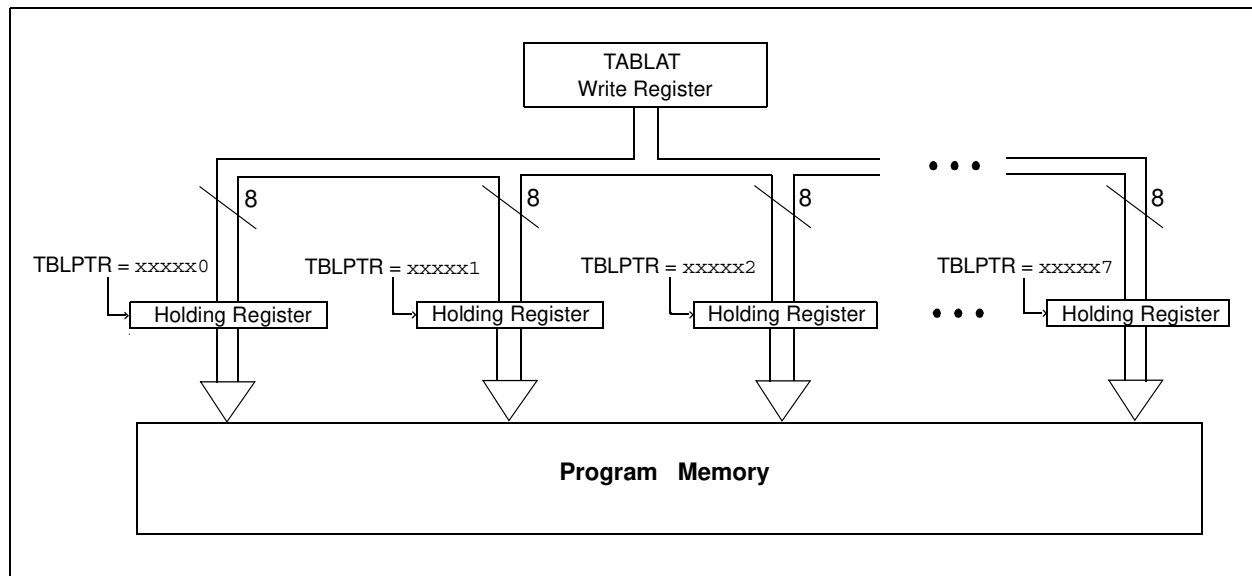 TABLAT
Write Register
8
8
8
8
TBLPTR = xxxxx0
TBLPTR = xxxxx1
TBLPTR = xxxxx2
TBLPTR = xxxxx7
Holding Register
Holding Register
Holding Register
Holding Register
Program Memory